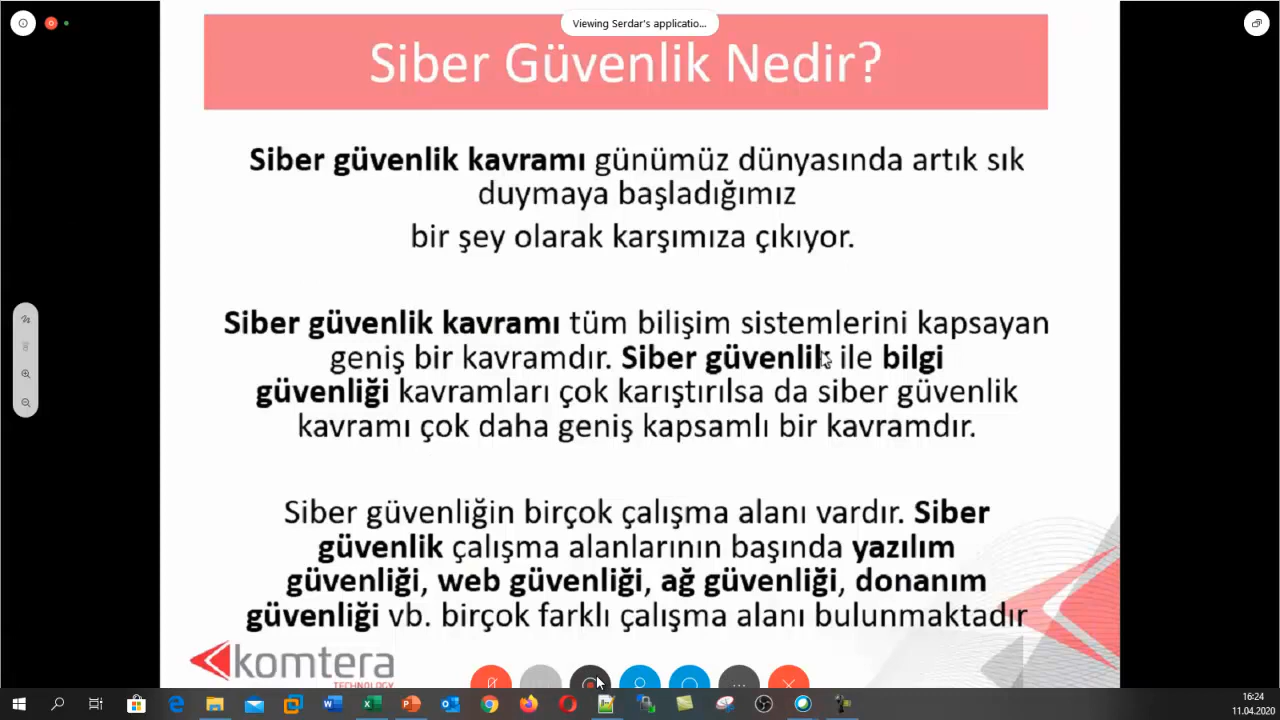 Viewing Serdar's applicatio...
Siber Güvenlik Nedir?
Siber güvenlik kavramı günümüz dünyasında artık sık
duymaya başladığımız
bir şey olarak karşımıza çıkıyor.
Siber güvenlik kavramı tüm bilişim sistemlerini kapsayan
geniş bir kavramdır. Siber güvenlik ile bilgi
güvenliği kavramları çok karıştırılsa da siber güvenlik
kavramı çok daha geniş kapsamlı bir kavramdır.
Siber güvenliğin birçok çalışma alanı vardır. Siber
güvenlik çalışma alanlarının başında yazılım
güvenliği, web güvenliği, ağ güvenliği, donanım
güvenliği vb. birçok farklı çalışma alanı bulunmaktadır
komtera
TECHNOLOGY
16:24
11.04.2020